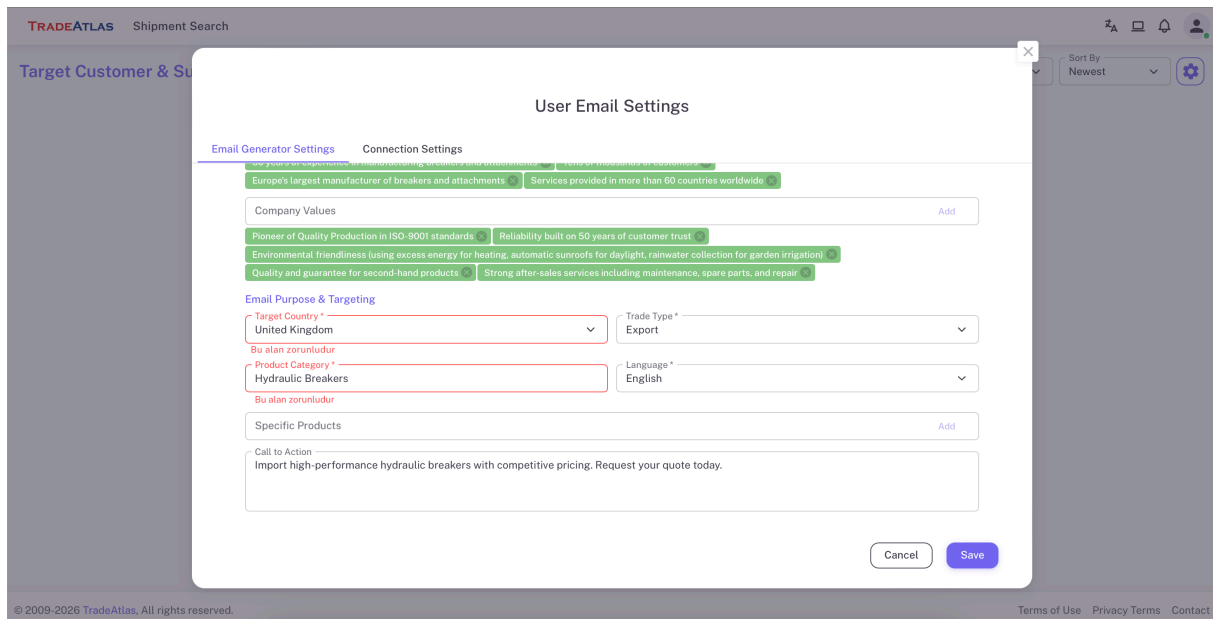 TRADEATLAS Shipment Search
Target Customer & Su
Sort By
Newest
User Email Settings
Email Generator Settings Connection Settings
Europe's largest manufacturer of breakers and attachments Services provided in more than 60 countries worldwide
Company Values Add
Pioneer of Quality Production in ISO-9001 standards Reliability built on 50 years of customer trust
Environmental friendliness (using excess energy for heating, automatic sunroofs for daylight, rainwater collection for garden irrigation)
Quality and guarantee for second-hand products Strong after-sales services including maintenance, spare parts, and repair
Email Purpose & Targeting
Target Country * Trade Type *
United Kingdom Export
Bu alan zorunludur
Product Category * Language *
Hydraulic Breakers English
Bu alan zorunludur
Specific Products Add
Call to Action
Import high-performance hydraulic breakers with competitive pricing. Request your quote today.
Cancel Save
© 2009-2026 TradeAtlas, All rights reserved. Terms of Use Privacy Terms Contact